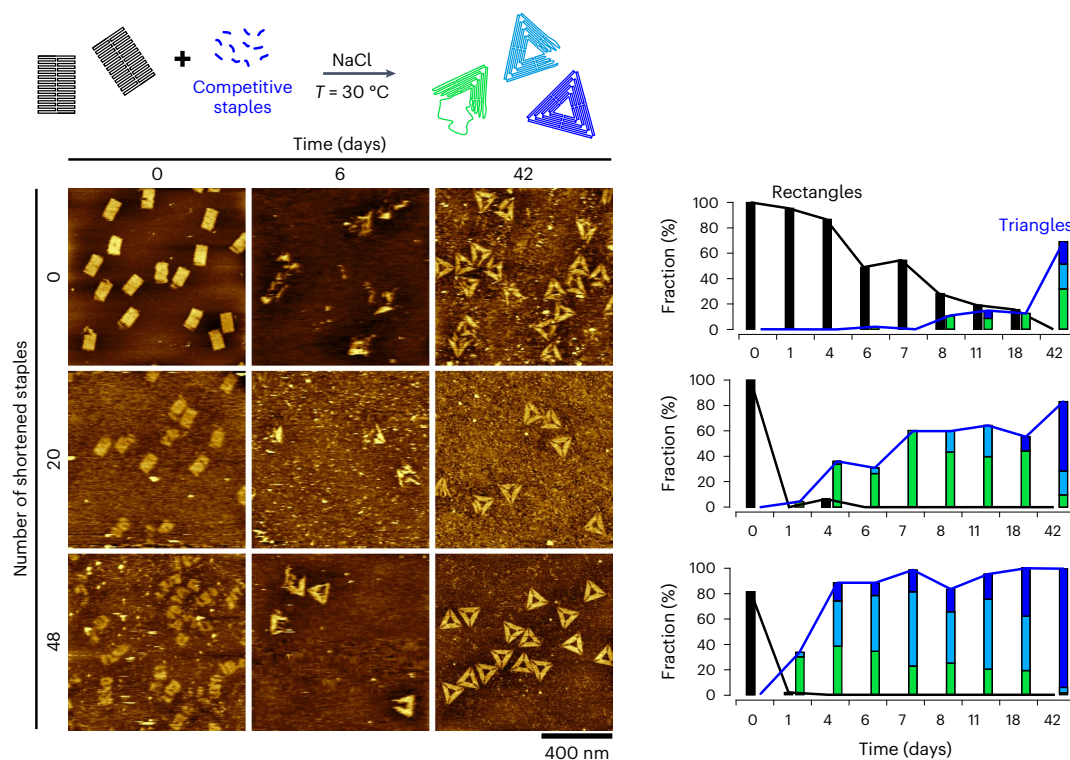 +
Competitive
staples
NaCl
T = 30 °C
Time (days)
0 6 42
Number of shortened staples
0
20
48
400 nm
Rectangles
Triangles
Fraction (%)
100
80
60
40
20
0
0 1 4 6 7 8 11 18 42
Fraction (%)
100
80
60
40
20
0
0 1 4 6 7 8 11 18 42
Fraction (%)
100
80
60
40
20
0
0 1 4 6 7 8 11 18 42
Time (days)